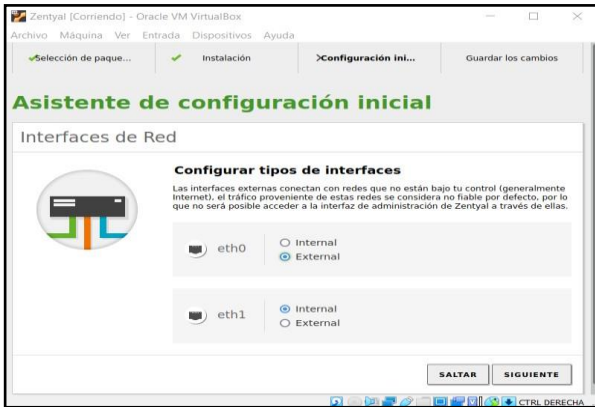 Zentyal [Corriendo] - Oracle VM VirtualBox
Archivo Máquina Ver Entrada Dispositivos Ayuda
Selección de paque... Instalación Configuración ini... Guardar los cambios
Asistente de configuración inicial
Interfaces de Red
Configurar tipos de interfaces
Las interfaces externas conectan con redes que no están bajo tu control (generalmente
Internet), el tráfico proveniente de estas redes se considera no fiable por defecto, por lo
que no será posible acceder a la interfaz de administración de Zentyal a través de ellas.
eth0
Internal
External
eth1
Internal
External
SALTAR SIGUIENTE
CTRL DERECHA